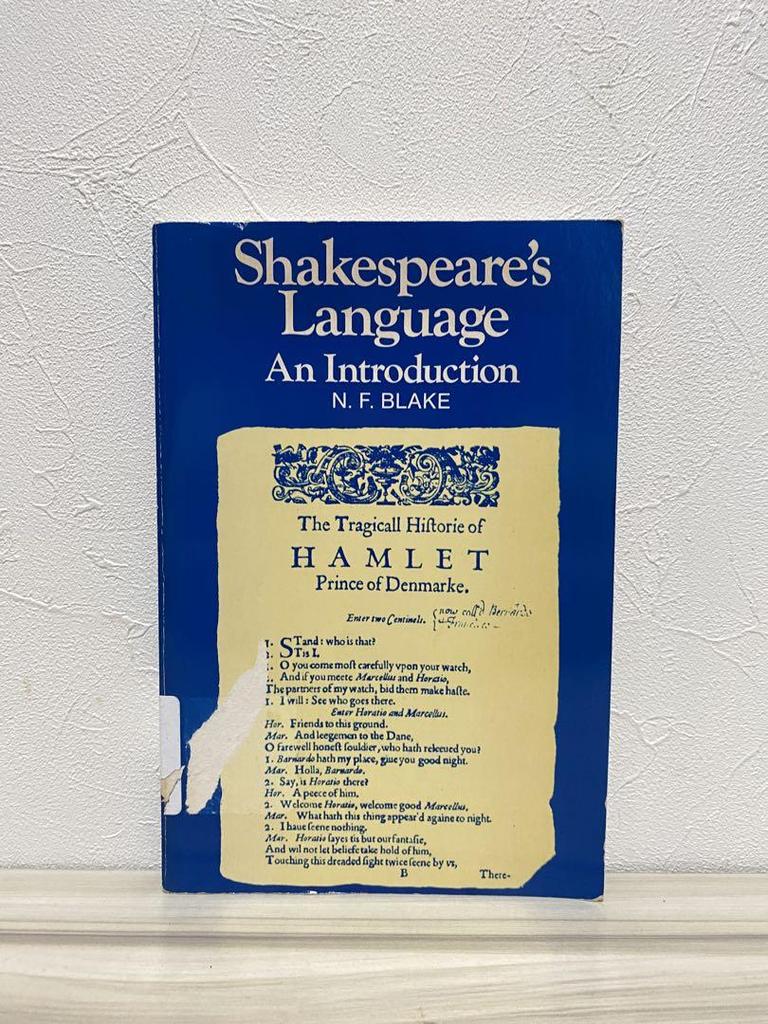 Shakespeare's
Language
An Introduction
N. F. BLAKE
The Tragicall Hiſtorie of
HAMLET
Prince of Denmarke.
Enter two Centinels. {now call'd Bernardo
1. STand: who is that?
2. Tis I.
1. O you come moſt carefully vpon your watch,
2. And if you meete Marcellus and Horatio,
The partners of my watch, bid them make haſte.
1. I will: See who goes there.
Enter Horatio and Marcellus.
Hor. Friends to this ground.
Mar. And leegemen to the Dane,
O farewell honeſt ſouldier, who hath releeued you?
1. Barnardo hath my place, giue you good night.
Mar. Holla, Barnardo.
2. Say, is Horatio there?
Hor. A peece of him.
2. Welcome Horatio, welcome good Marcellus,
Mar. What hath this thing appear'd againe to night.
2. I haue ſeene nothing.
Mar. Horatio ſayes tis but our fantaſie,
And wil not let beliefe take hold of him,
Touching this dreaded ſight twice ſeene by vs,
B There-